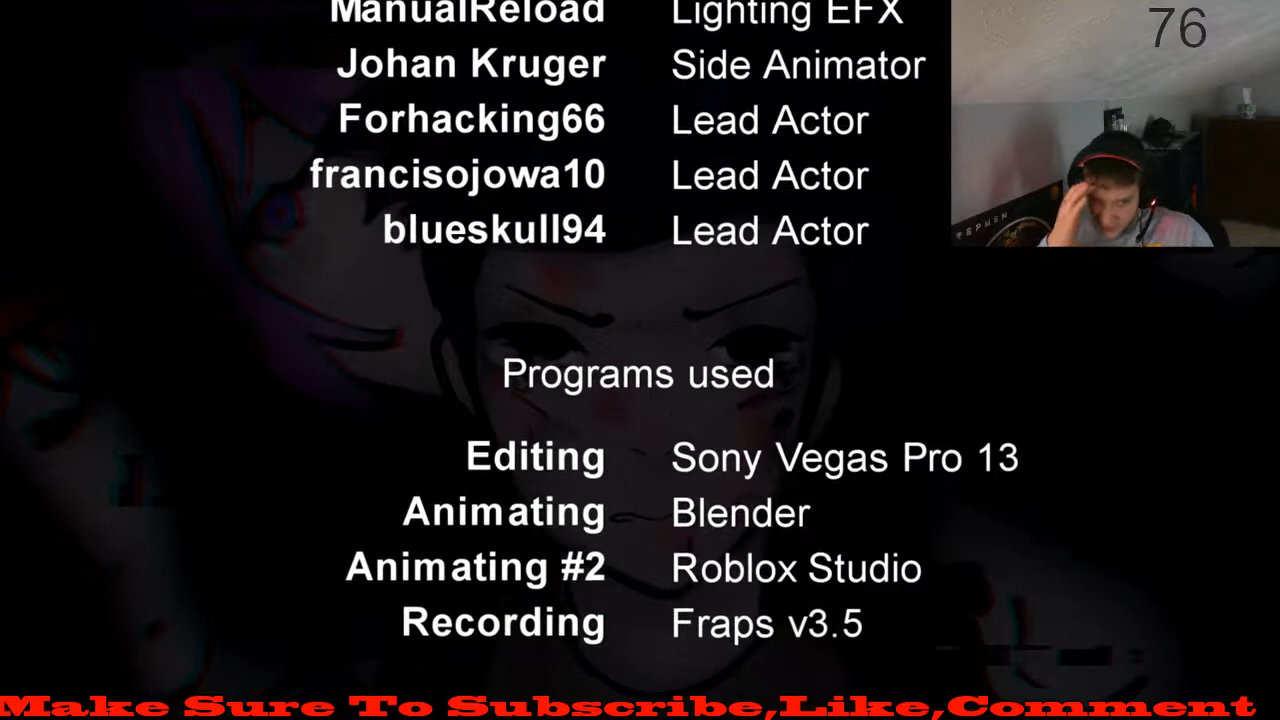 ManualReload Lighting EFX
76
Johan Kruger Side Animator
Forhacking66 Lead Actor
francisojowa10 Lead Actor
blueskull94 Lead Actor
Programs used
Editing Sony Vegas Pro 13
Animating Blender
Animating #2 Roblox Studio
Recording Fraps v3.5
Make Sure To Subscribe,Like,Comment